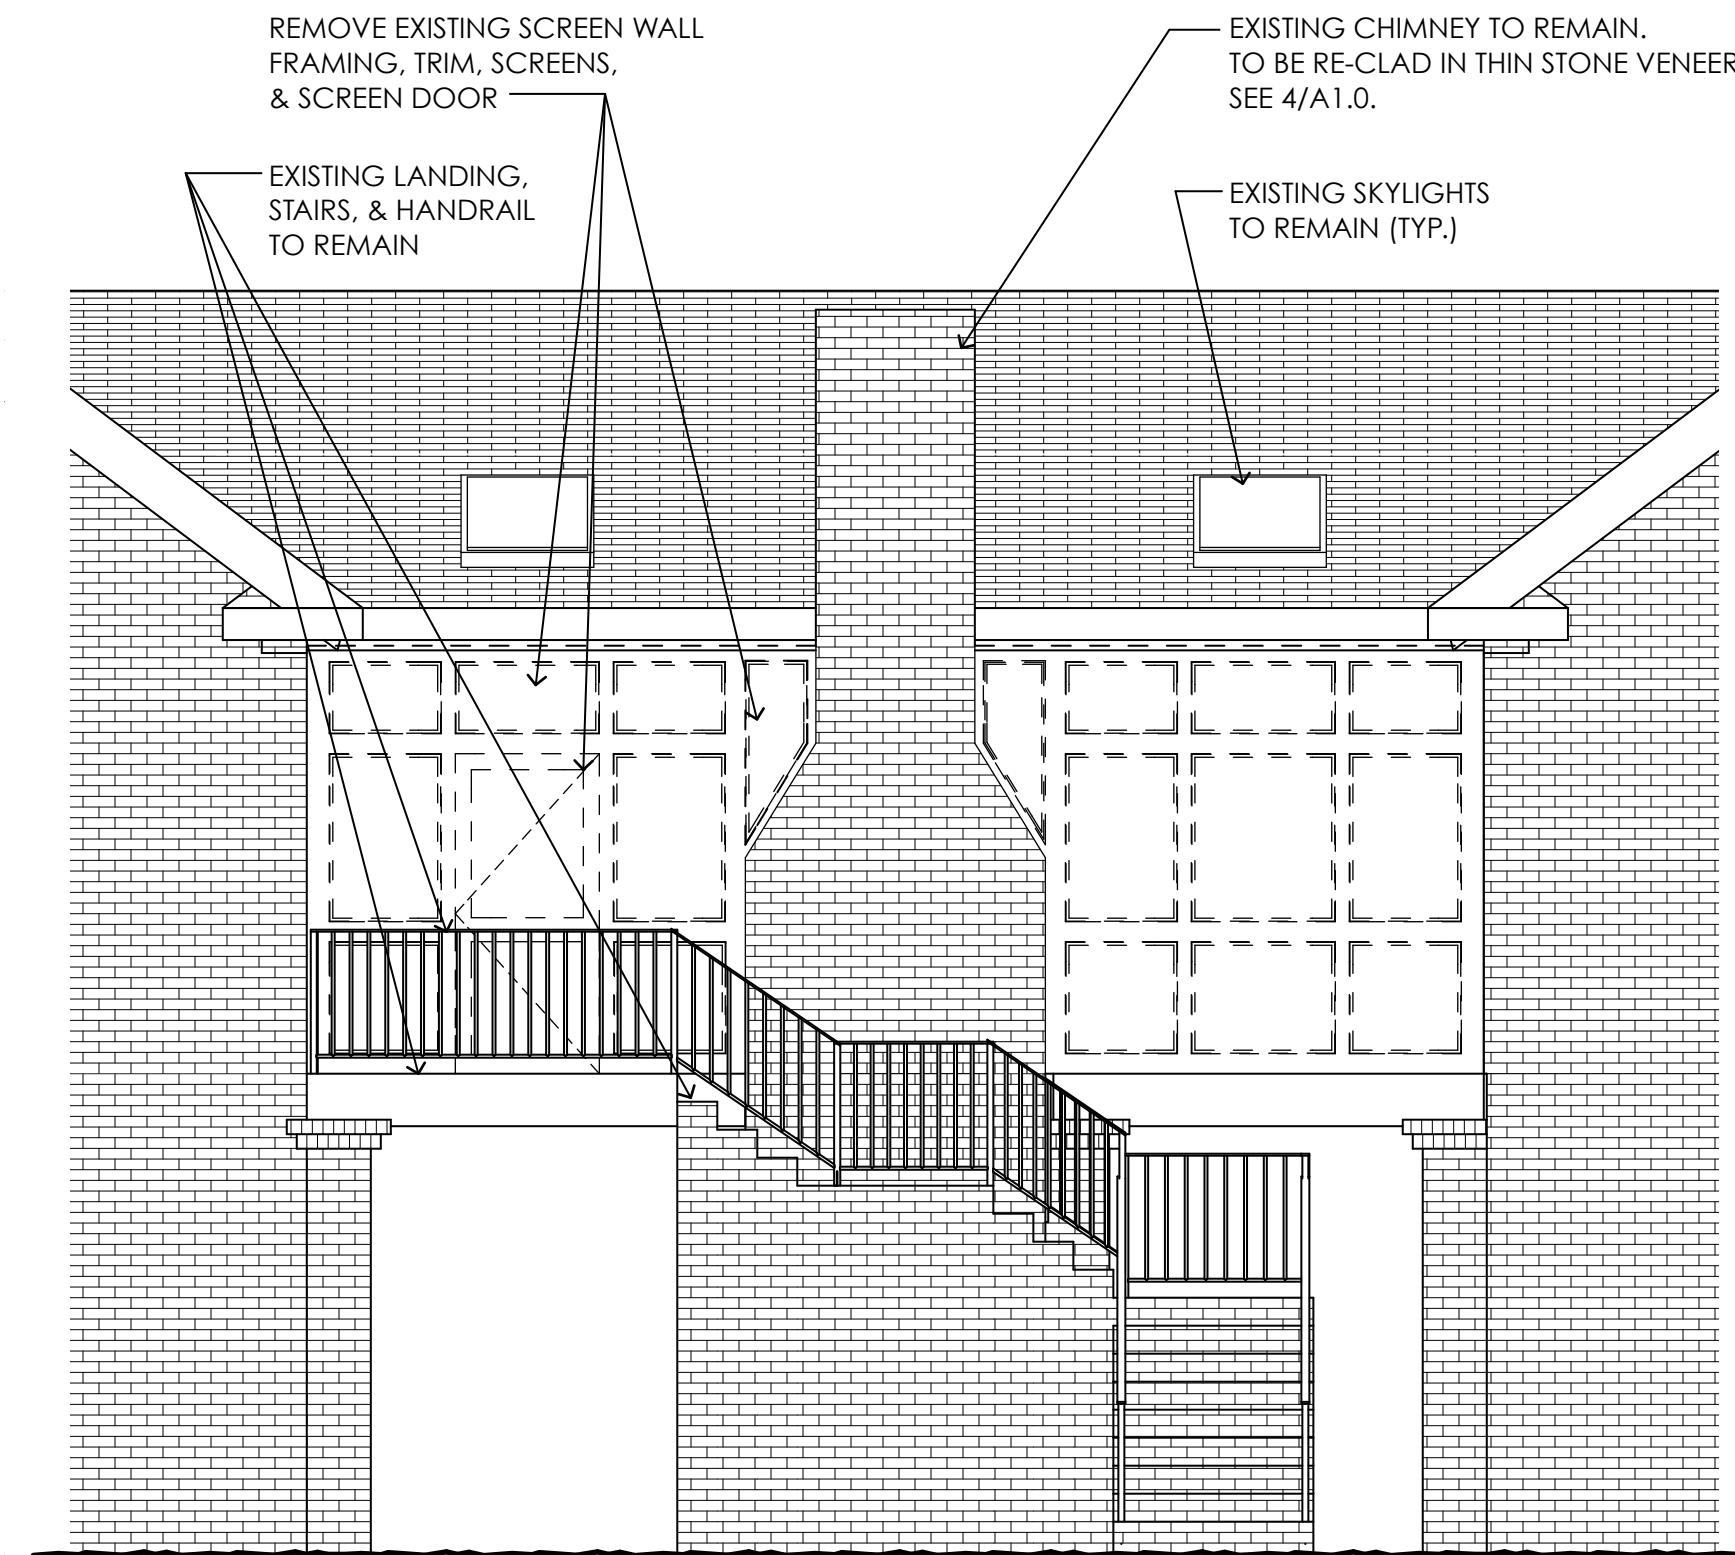 REMOVE EXISTING SCREEN WALL
FRAMING, TRIM, SCREENS,
& SCREEN DOOR
EXISTING LANDING,
STAIRS, & HANDRAIL
TO REMAIN
EXISTING CHIMNEY TO REMAIN.
TO BE RE-CLAD IN THIN STONE VENEER
SEE 4/A1.0.
EXISTING SKYLIGHTS
TO REMAIN (TYP.)